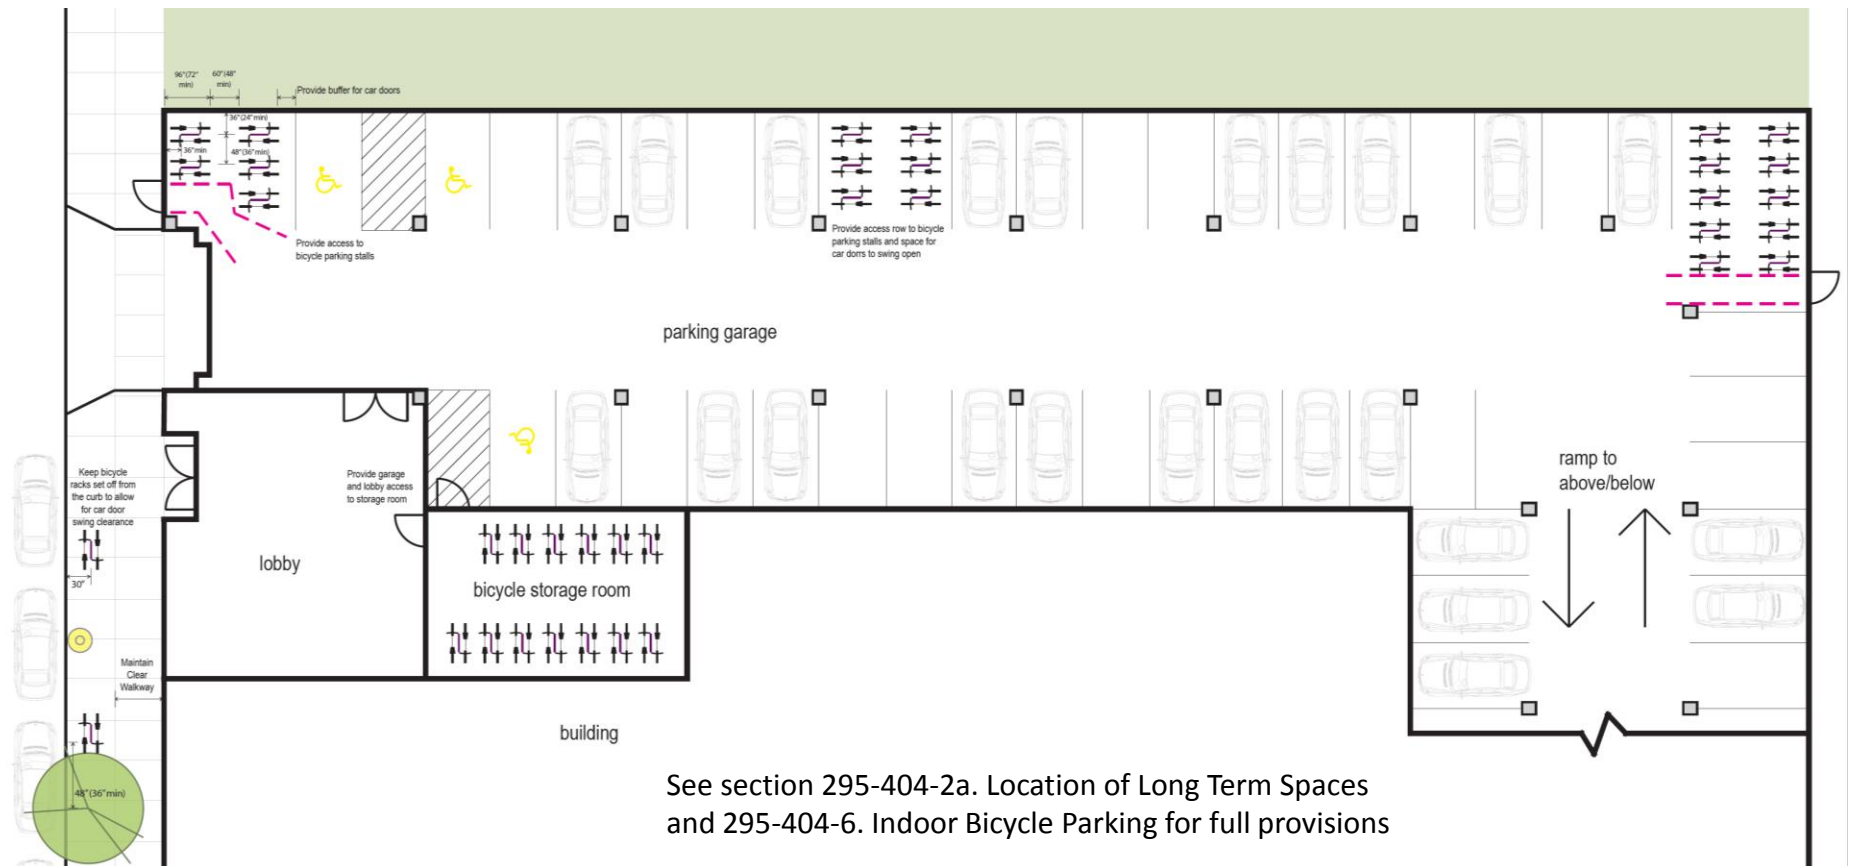 96"(72"
min)
60"(48"
min)
Provide buffer for car doors
36"(24"min)
36"min
48"(36"min)
Provide access to
bicycle parking stalls
Provide access row to bicycle
parking stalls and space for
car dorrs to swing open
parking garage
Keep bicycle
racks set off from
the curb to allow
for car door
swing clearance
30"
Provide garage
and lobby access
to storage room
ramp to
above/below
lobby
bicycle storage room
Maintain
Clear
Walkway
building
48"(36"min)
See section 295-404-2a. Location of Long Term Spaces
and 295-404-6. Indoor Bicycle Parking for full provisions